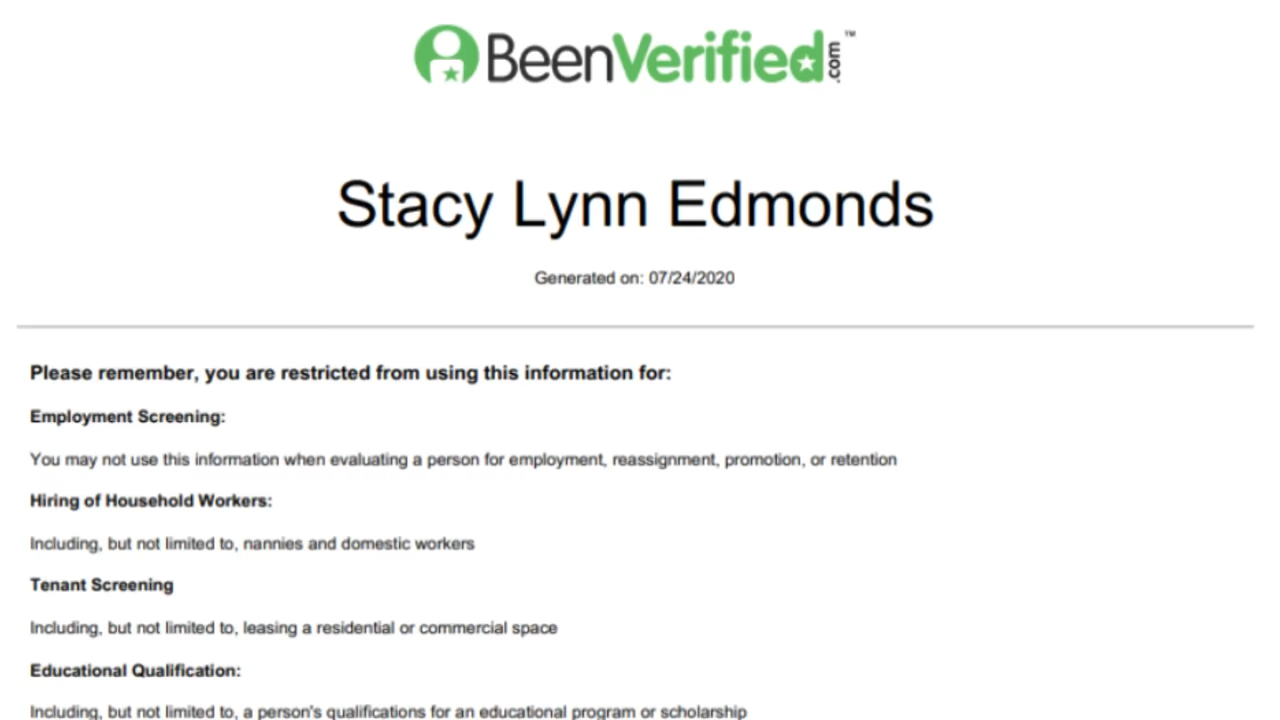 BeenVerified.com™
Stacy Lynn Edmonds
Generated on: 07/24/2020
Please remember, you are restricted from using this information for:
Employment Screening:
You may not use this information when evaluating a person for employment, reassignment, promotion, or retention
Hiring of Household Workers:
Including, but not limited to, nannies and domestic workers
Tenant Screening
Including, but not limited to, leasing a residential or commercial space
Educational Qualification:
Including, but not limited to, a person's qualifications for an educational program or scholarship